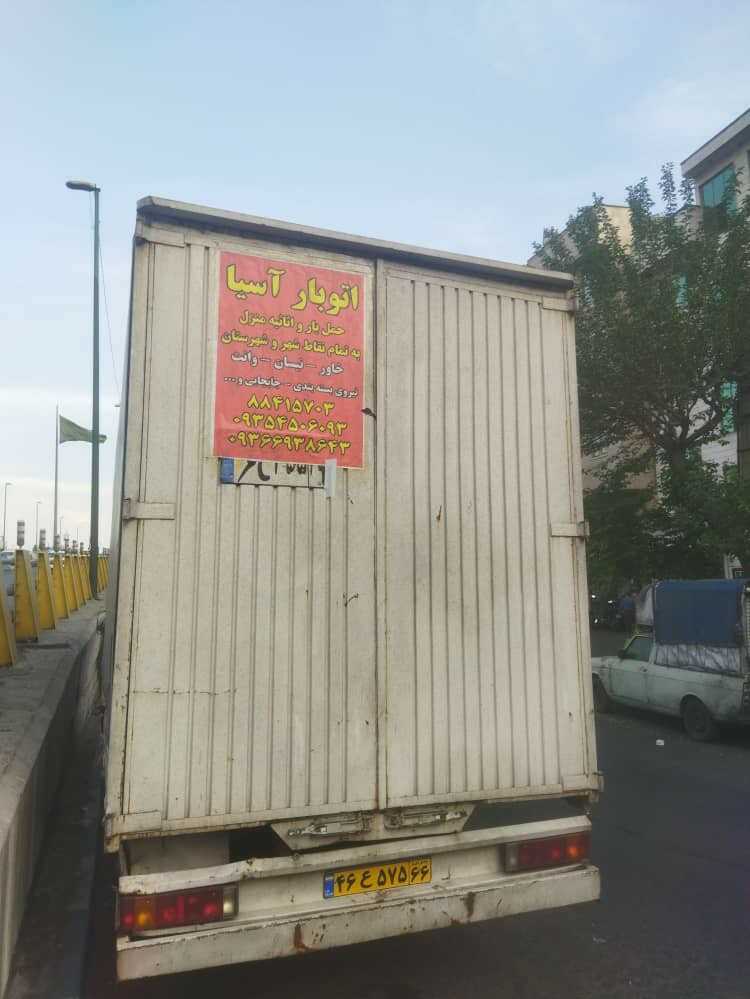 اتوبار آسیا
حمل بار و اثاثیه منزل
به تمام نقاط شهر و شهرستان
خاور – نیسان – وانت
نیروی بسته بندی – جابجایی و ...
۸۸۴۱۵۷۰۳
۰۹۳۵۴۵۰۶۰۹۳
۰۹۳۶۶۹۳۸۶۴۳
۴۶ ع ۵۷۵ ۶۶